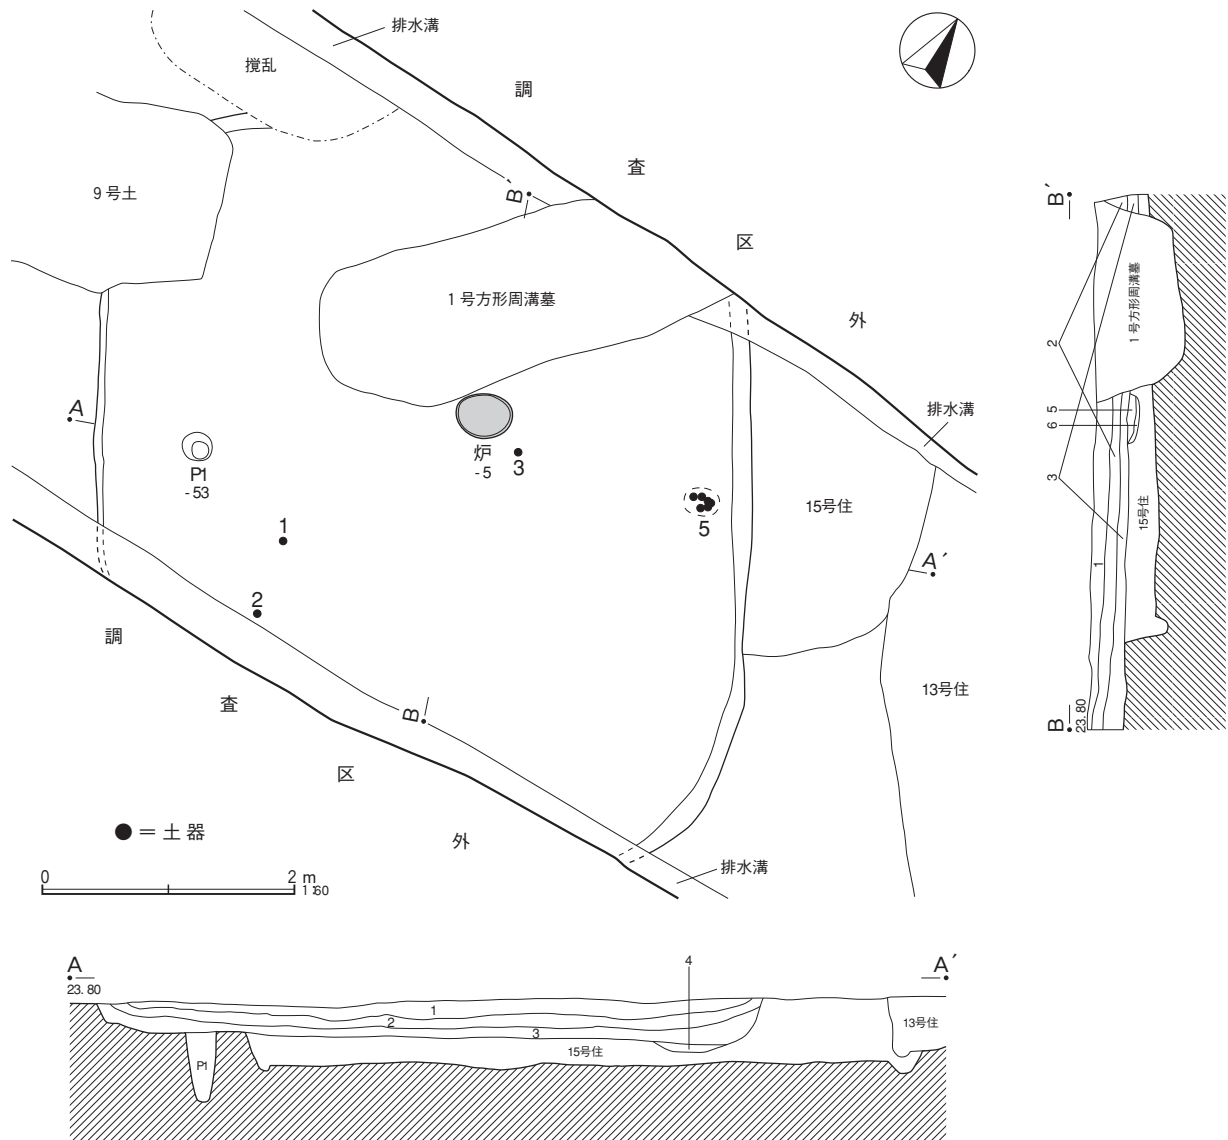 排水溝
撹乱
調
査
区
外
9号土
B′
1号方形周溝墓
排水溝
A
P1
-53
炉
-5
3
5
15号住
A′
1
2
13号住
調
査
区
外
B
排水溝
●=土器
0 2 m
1:60
B′
1号方形周溝墓
2
5
6
3
15号住
1
B
23.80
A
23.80
A′
4
1
2
3
15号住
13号住
P1